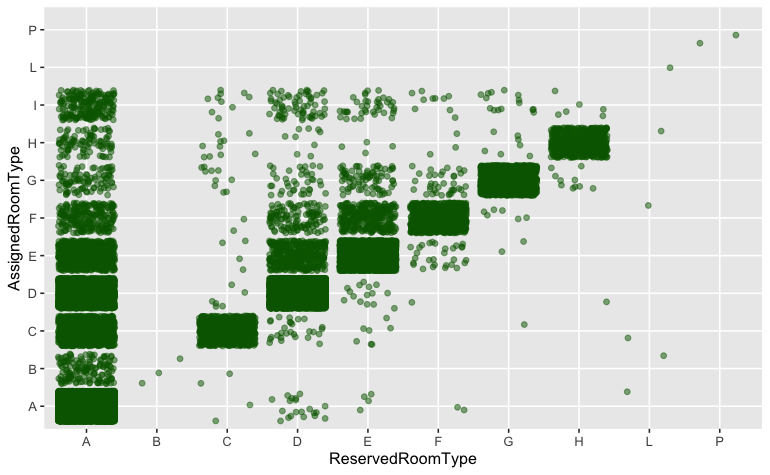 P
L
I
H
G
F
E
D
C
B
A
AssignedRoomType
A B C D E F G H L P
ReservedRoomType